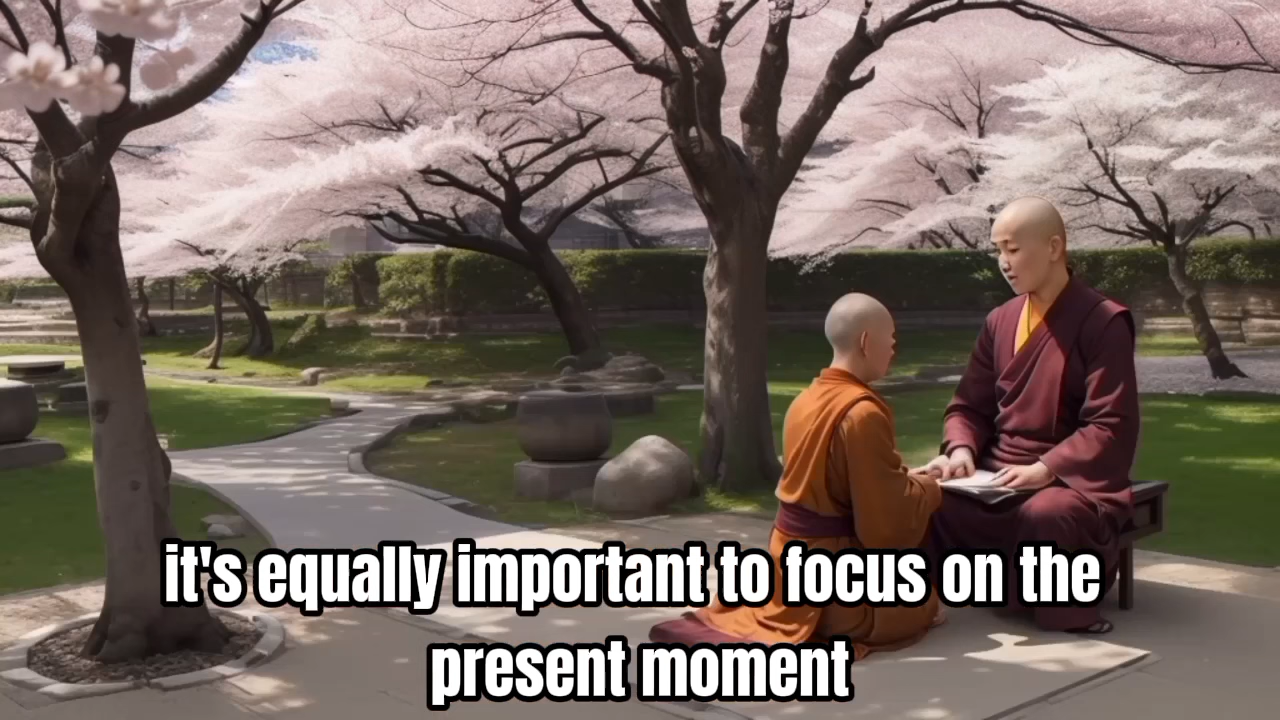 it's equally important to focus on the
present moment